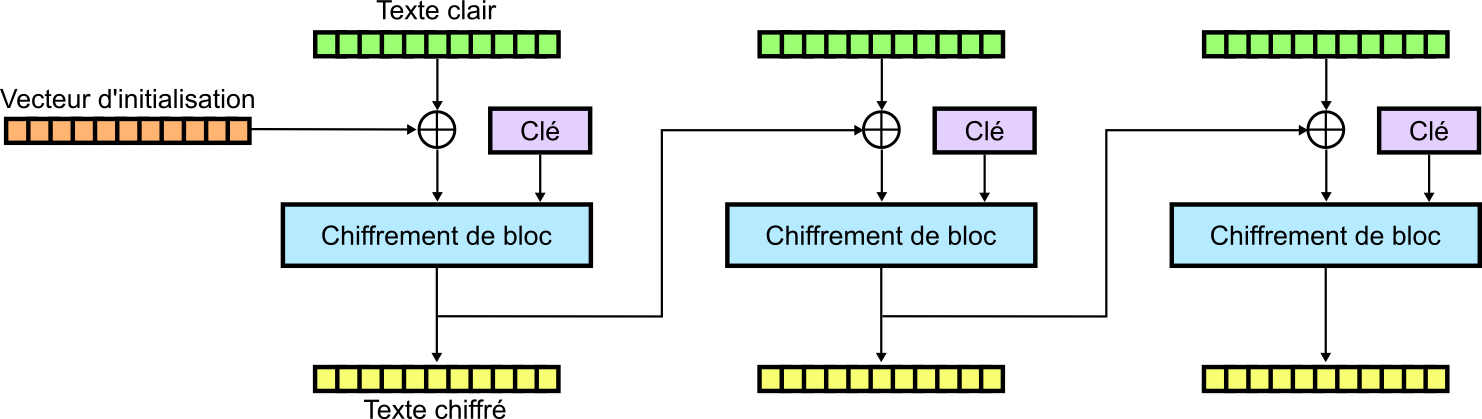 Texte clair
Vecteur d'initialisation
Clé
Clé
Clé
Chiffrement de bloc
Chiffrement de bloc
Chiffrement de bloc
Texte chiffré